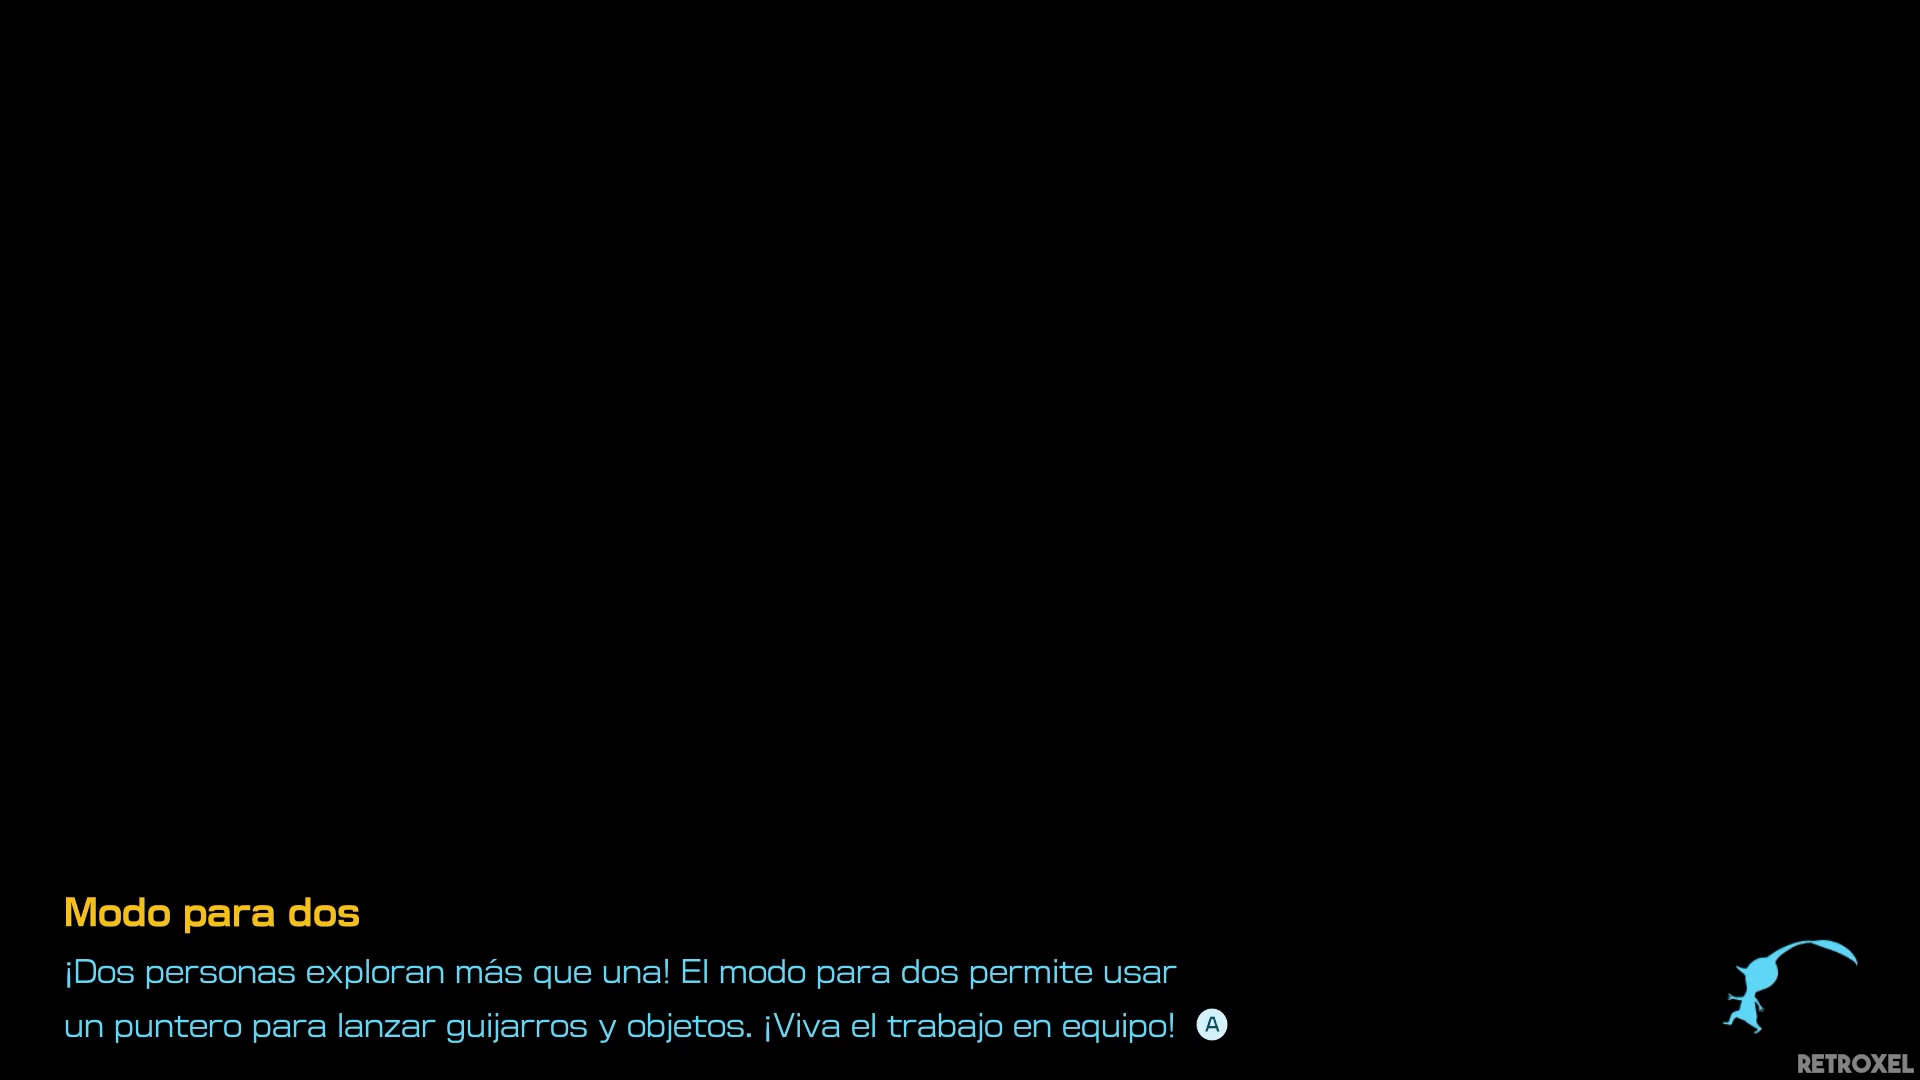 Modo para dos
¡Dos personas exploran más que una! El modo para dos permite usar
un puntero para lanzar guijarros y objetos. ¡Viva el trabajo en equipo! A
RETROXEL